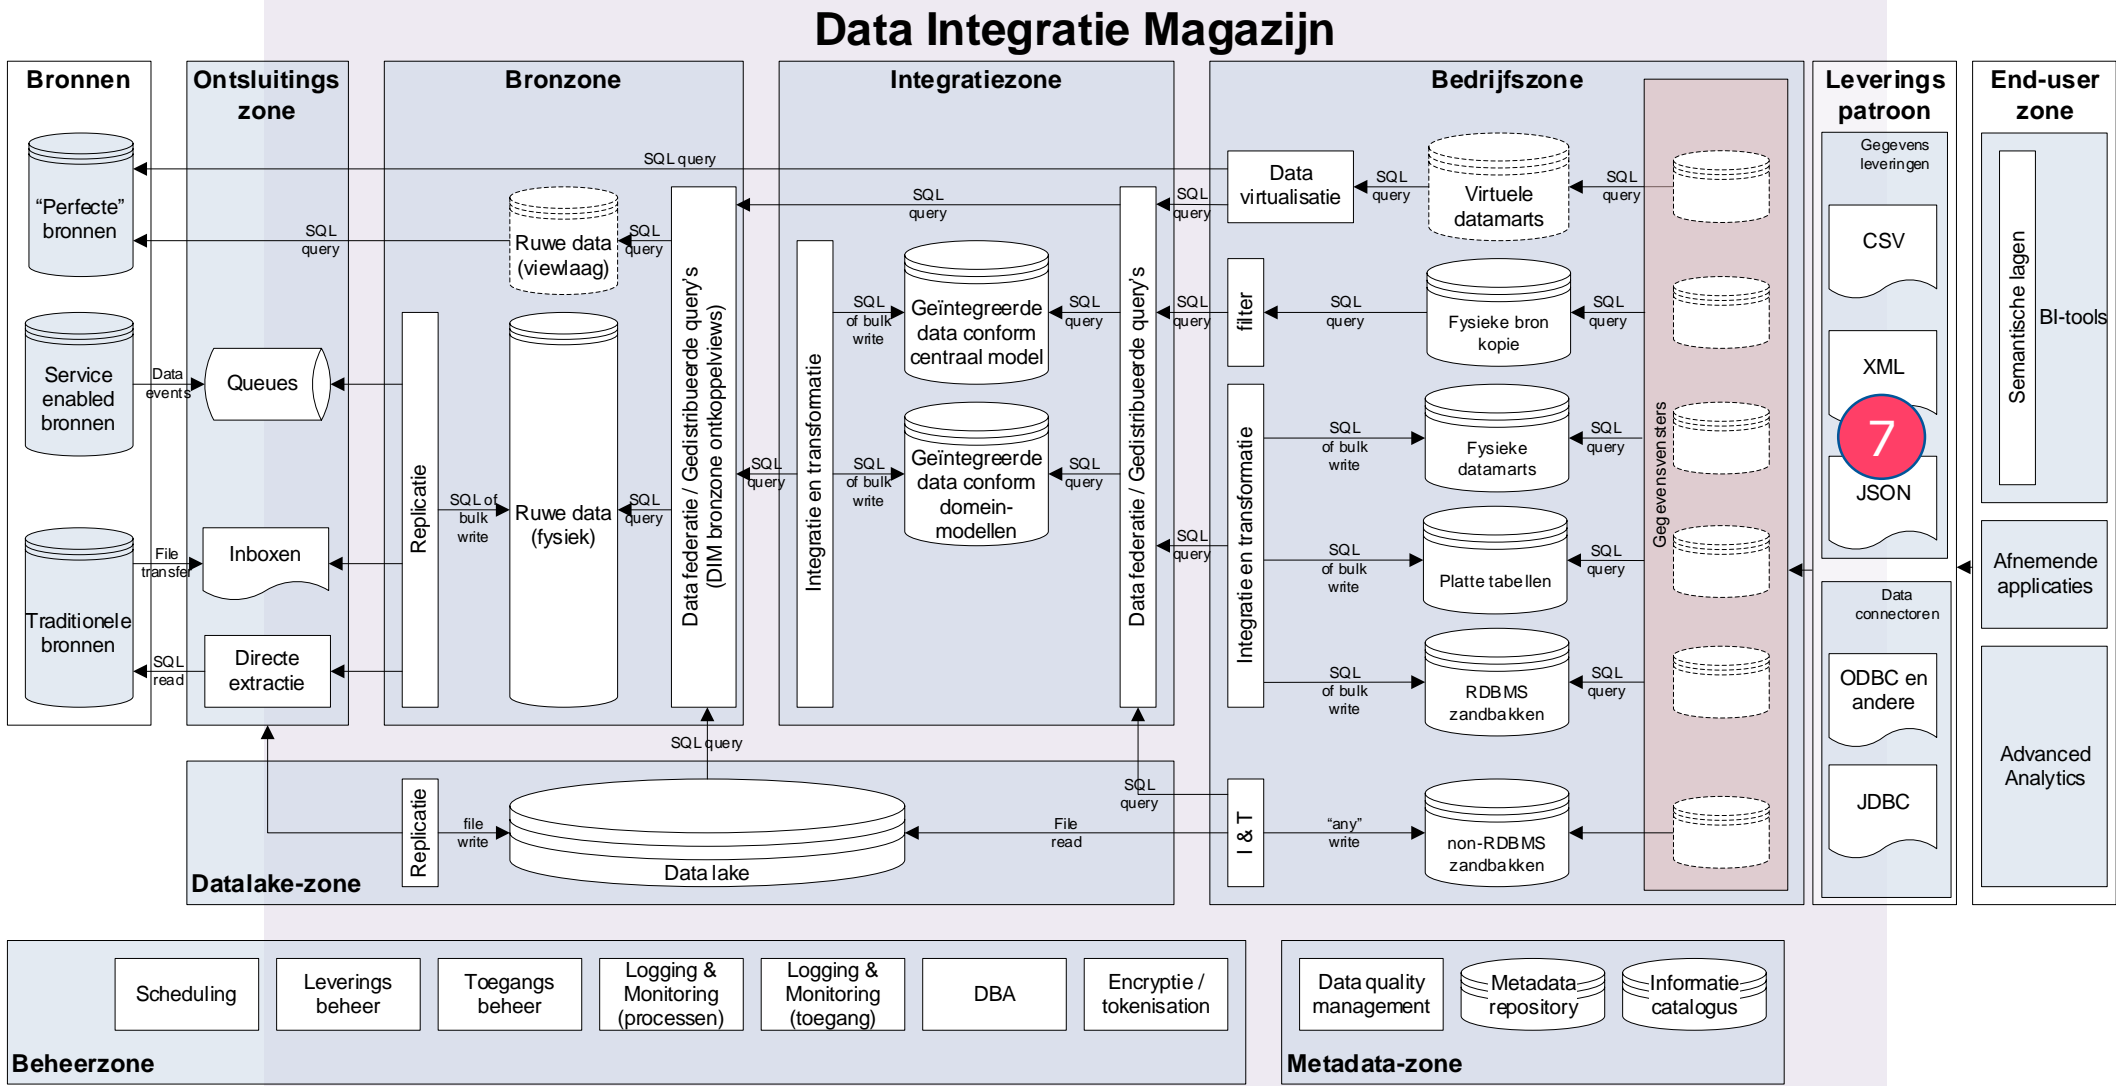 Data Integratie Magazijn
Bronnen
“Perfecte”
bronnen
Service
enabled
bronnen
Traditionele
bronnen
Data
events
File
transfer
SQL
read
Ontsluitings
zone
Queues
Inboxen
Directe
extractie
Bronzone
SQL query
SQL
query
Ruwe data
(viewlaag)
SQL
query
Replicatie
SQL of
bulk
write
Ruwe data
(fysiek)
SQL
query
Data federatie / Gedistribueerde query’s
(DIM bronzone ontkoppelviews)
SQL query
Integratiezone
SQL
query
SQL
query
Integratie en transformatie
SQL
of bulk
write
Geïntegreerde
data conform
centraal model
SQL
query
SQL
of bulk
write
Geïntegreerde
data conform
domein-
modellen
SQL
query
Data federatie / Gedistribueerde query’s
Bedrijfszone
SQL
query
Data
virtualisatie
SQL
query
Virtuele
datamarts
SQL
query
SQL
query
filter
SQL
query
Fysieke bron
kopie
SQL
query
SQL
query
Integratie en transformatie
SQL
of bulk
write
Fysieke
datamarts
SQL
query
SQL
of bulk
write
Platte tabellen
SQL
query
SQL
of bulk
write
RDBMS
zandbakken
SQL
query
SQL
query
I & T
“any”
write
non-RDBMS
zandbakken
Gegevensvensters
Leverings
patroon
Gegevens
leveringen
CSV
XML
7
JSON
Data
connectoren
ODBC en
andere
JDBC
End-user
zone
Semantische lagen
BI-tools
Afnemende
applicaties
Advanced
Analytics
Datalake-zone
Replicatie
file
write
Data lake
File
read
Beheerzone
Scheduling
Leverings
beheer
Toegangs
beheer
Logging &
Monitoring
(processen)
Logging &
Monitoring
(toegang)
DBA
Encryptie /
tokenisation
Metadata-zone
Data quality
management
Metadata
repository
Informatie
catalogus